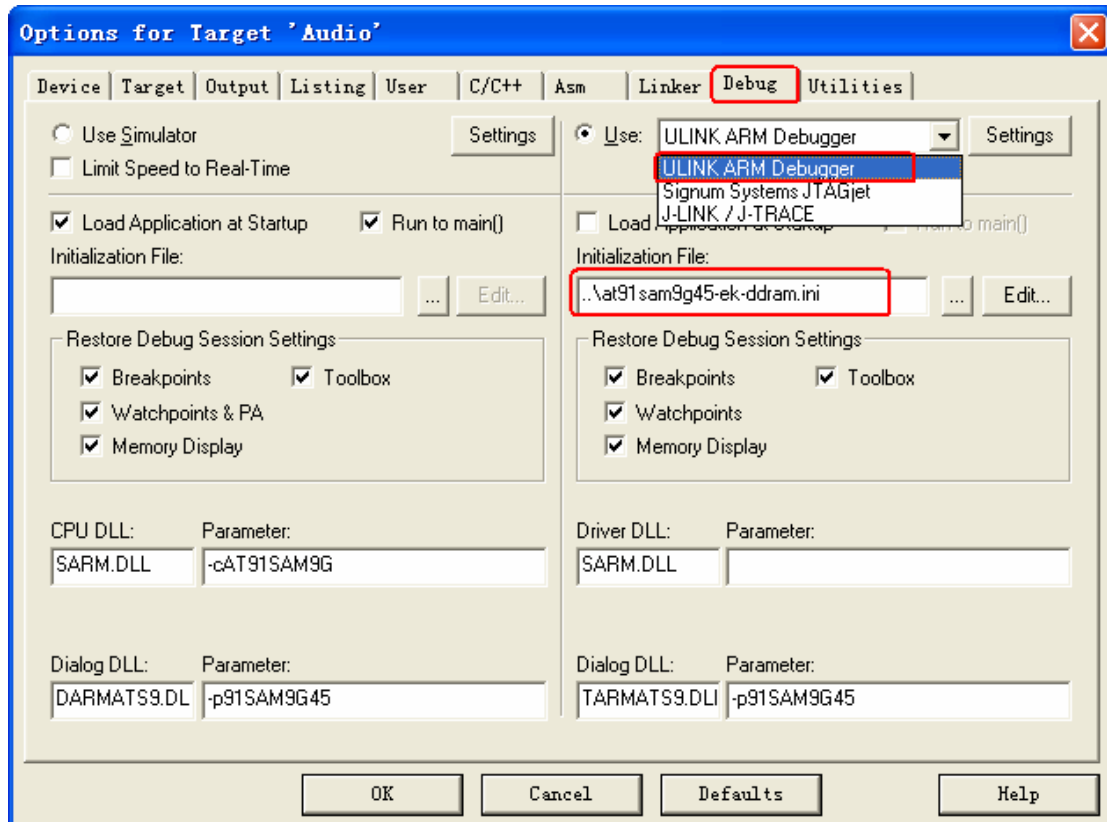 Options for Target 'Audio'
Device Target Output Listing User C/C++ Asm Linker Debug Utilities
Use Simulator Settings
Limit Speed to Real-Time
Use: ULINK ARM Debugger Settings
ULINK ARM Debugger
Signum Systems JTAGjet
J-LINK / J-TRACE
Load Application at Startup Run to main()
Initialization File:
... Edit...
Restore Debug Session Settings
Breakpoints Toolbox
Watchpoints & PA
Memory Display
CPU DLL: Parameter:
SARM.DLL -cAT91SAM9G
Dialog DLL: Parameter:
DARMATS9.DL -p91SAM9G45
Load Application at Startup to main()
Initialization File:
..\at91sam9g45-ek-ddram.ini ... Edit...
Restore Debug Session Settings
Breakpoints Toolbox
Watchpoints
Memory Display
Driver DLL: Parameter:
SARM.DLL
Dialog DLL: Parameter:
TARMATS9.DLI -p91SAM9G45
OK Cancel Defaults Help